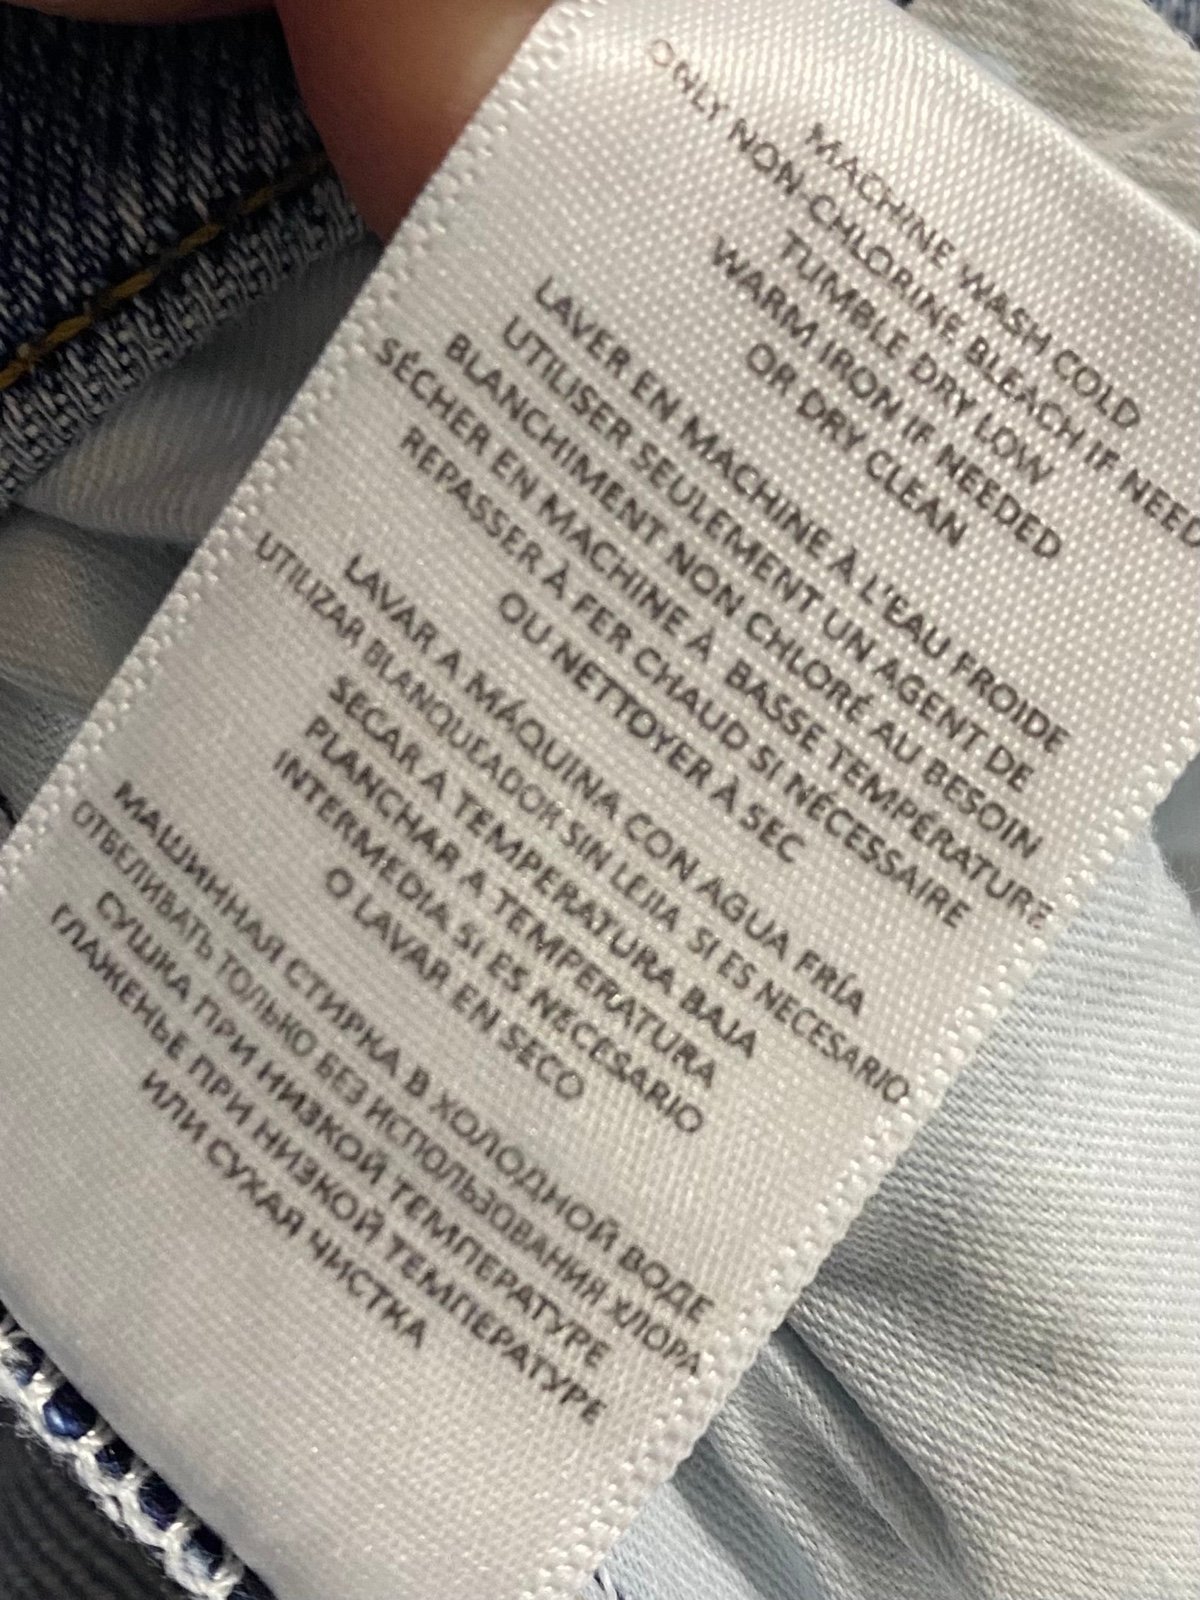 MACHINE WASH COLD
ONLY NON-CHLORINE BLEACH IF NEED
TUMBLE DRY LOW
WARM IRON IF NEEDED
OR DRY CLEAN
LAVER EN MACHINE À L'EAU FROIDE
UTILISER SEULEMENT UN AGENT DE
BLANCHIMENT NON CHLORÉ AU BESOIN
SÉCHER EN MACHINE À BASSE TEMPÉRATURE
REPASSER À FER CHAUD SI NÉCESSAIRE
OU NETTOYER À SEC
LAVAR A MÁQUINA CON AGUA FRÍA
UTILIZAR BLANQUEADOR SIN LEJIA SI ES NECESARIO
SECAR A TEMPERATURA BAJA
PLANCHAR A TEMPERATURA
INTERMEDIA SI ES NECESARIO
O LAVAR EN SECO
МАШИННАЯ СТИРКА В ХОЛОДНОЙ ВОДЕ
ОТБЕЛИВАТЬ ТОЛЬКО БЕЗ ИСПОЛЬЗОВАНИЯ ХЛОРА
СУШКА ПРИ НИЗКОЙ ТЕМПЕРАТУРЕ
ГЛАЖЕНЬЕ ПРИ НИЗКОЙ ТЕМПЕРАТУРЕ
ИЛИ СУХАЯ ЧИСТКА